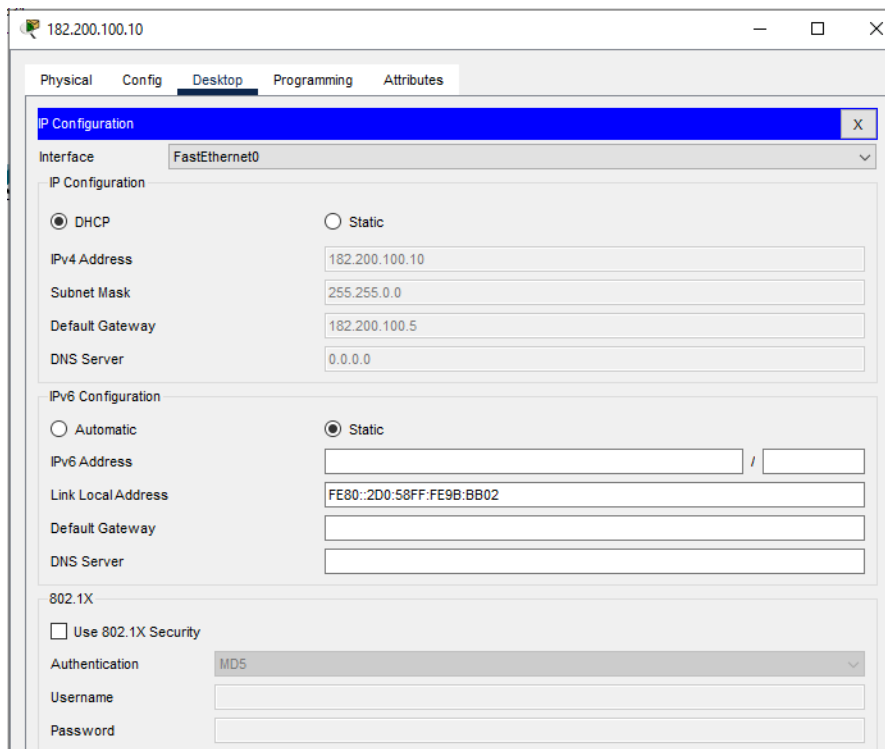 182.200.100.10
Physical Config Desktop Programming Attributes
IP Configuration X
Interface FastEthernet0
IP Configuration
DHCP Static
IPv4 Address 182.200.100.10
Subnet Mask 255.255.0.0
Default Gateway 182.200.100.5
DNS Server 0.0.0.0
IPv6 Configuration
Automatic Static
IPv6 Address /
Link Local Address FE80::2D0:58FF:FE9B:BB02
Default Gateway
DNS Server
802.1X
Use 802.1X Security
Authentication MD5
Username
Password